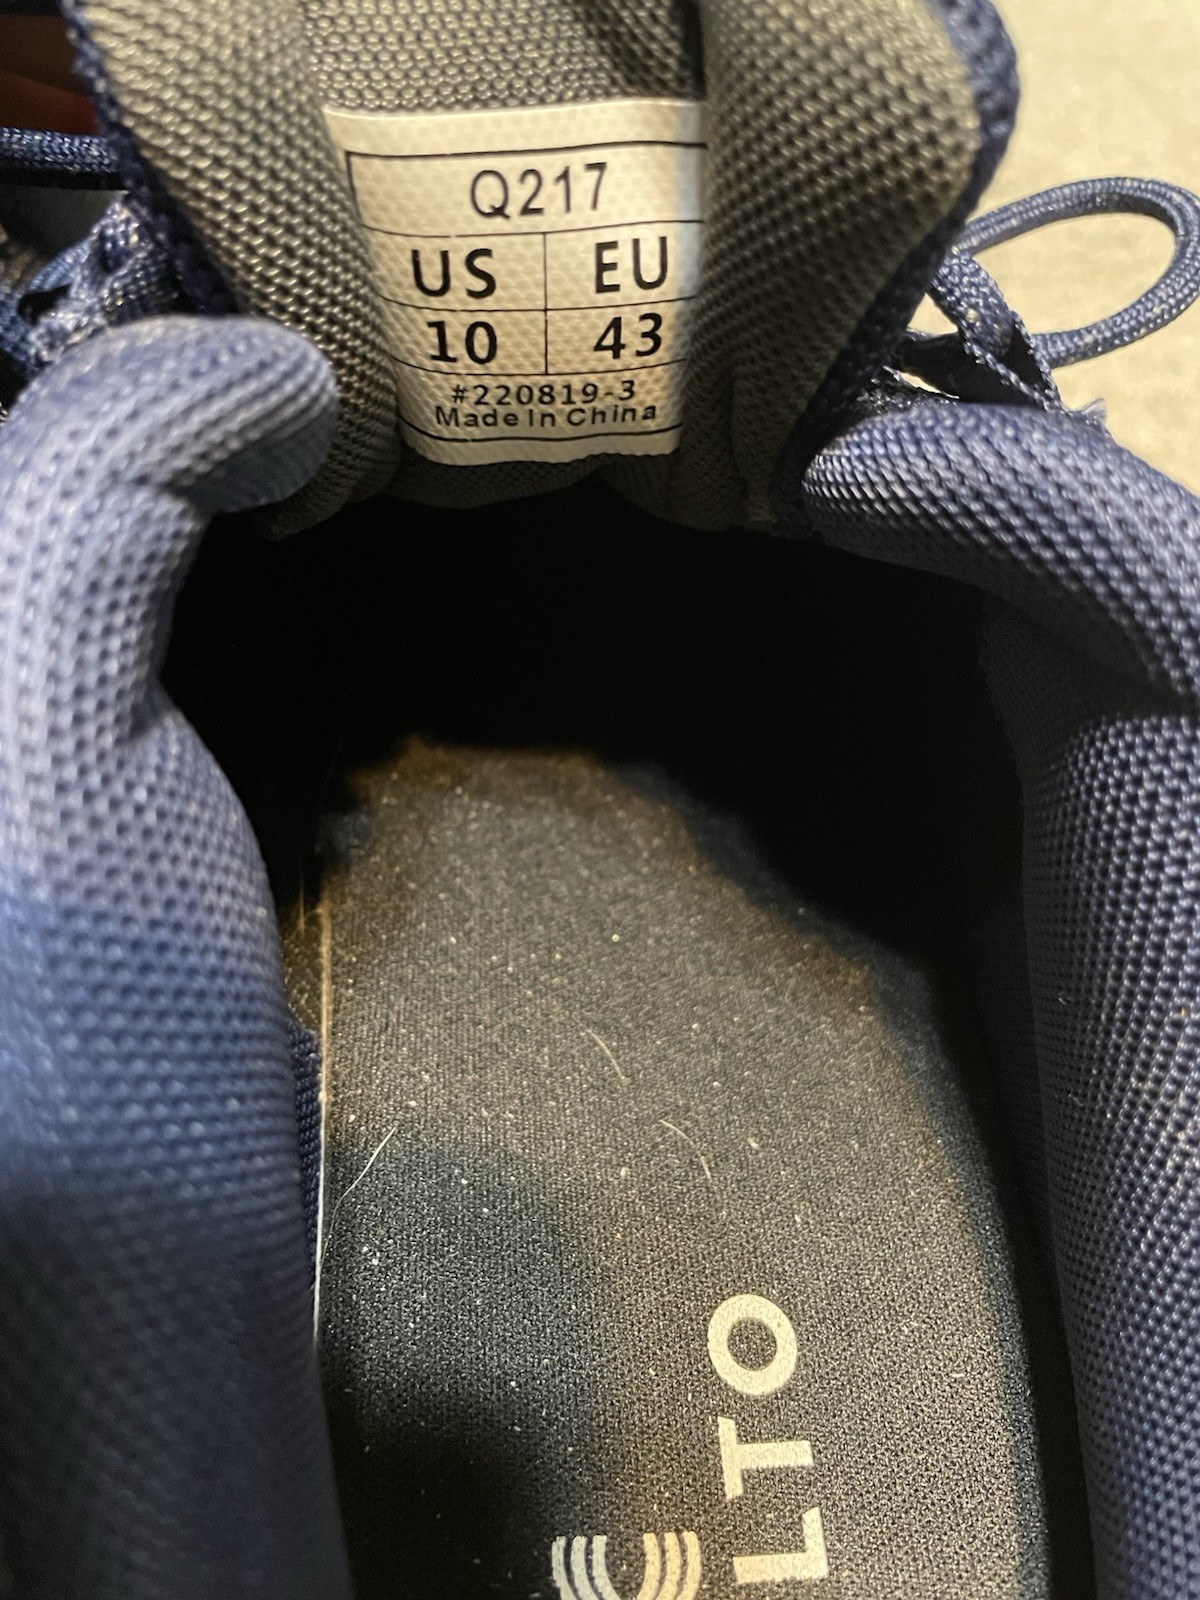 Q217
US EU
10 43
#220819-3
Made In China
LTO